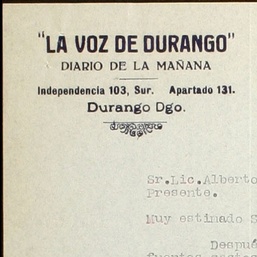 "LA VOZ DE DURANGO"
DIARIO DE LA MAÑANA
Independencia 103, Sur. Apartado 131.
Durango Dgo.
Sr.Lic.Alberto
Presente.
Muy estimado S
Despu